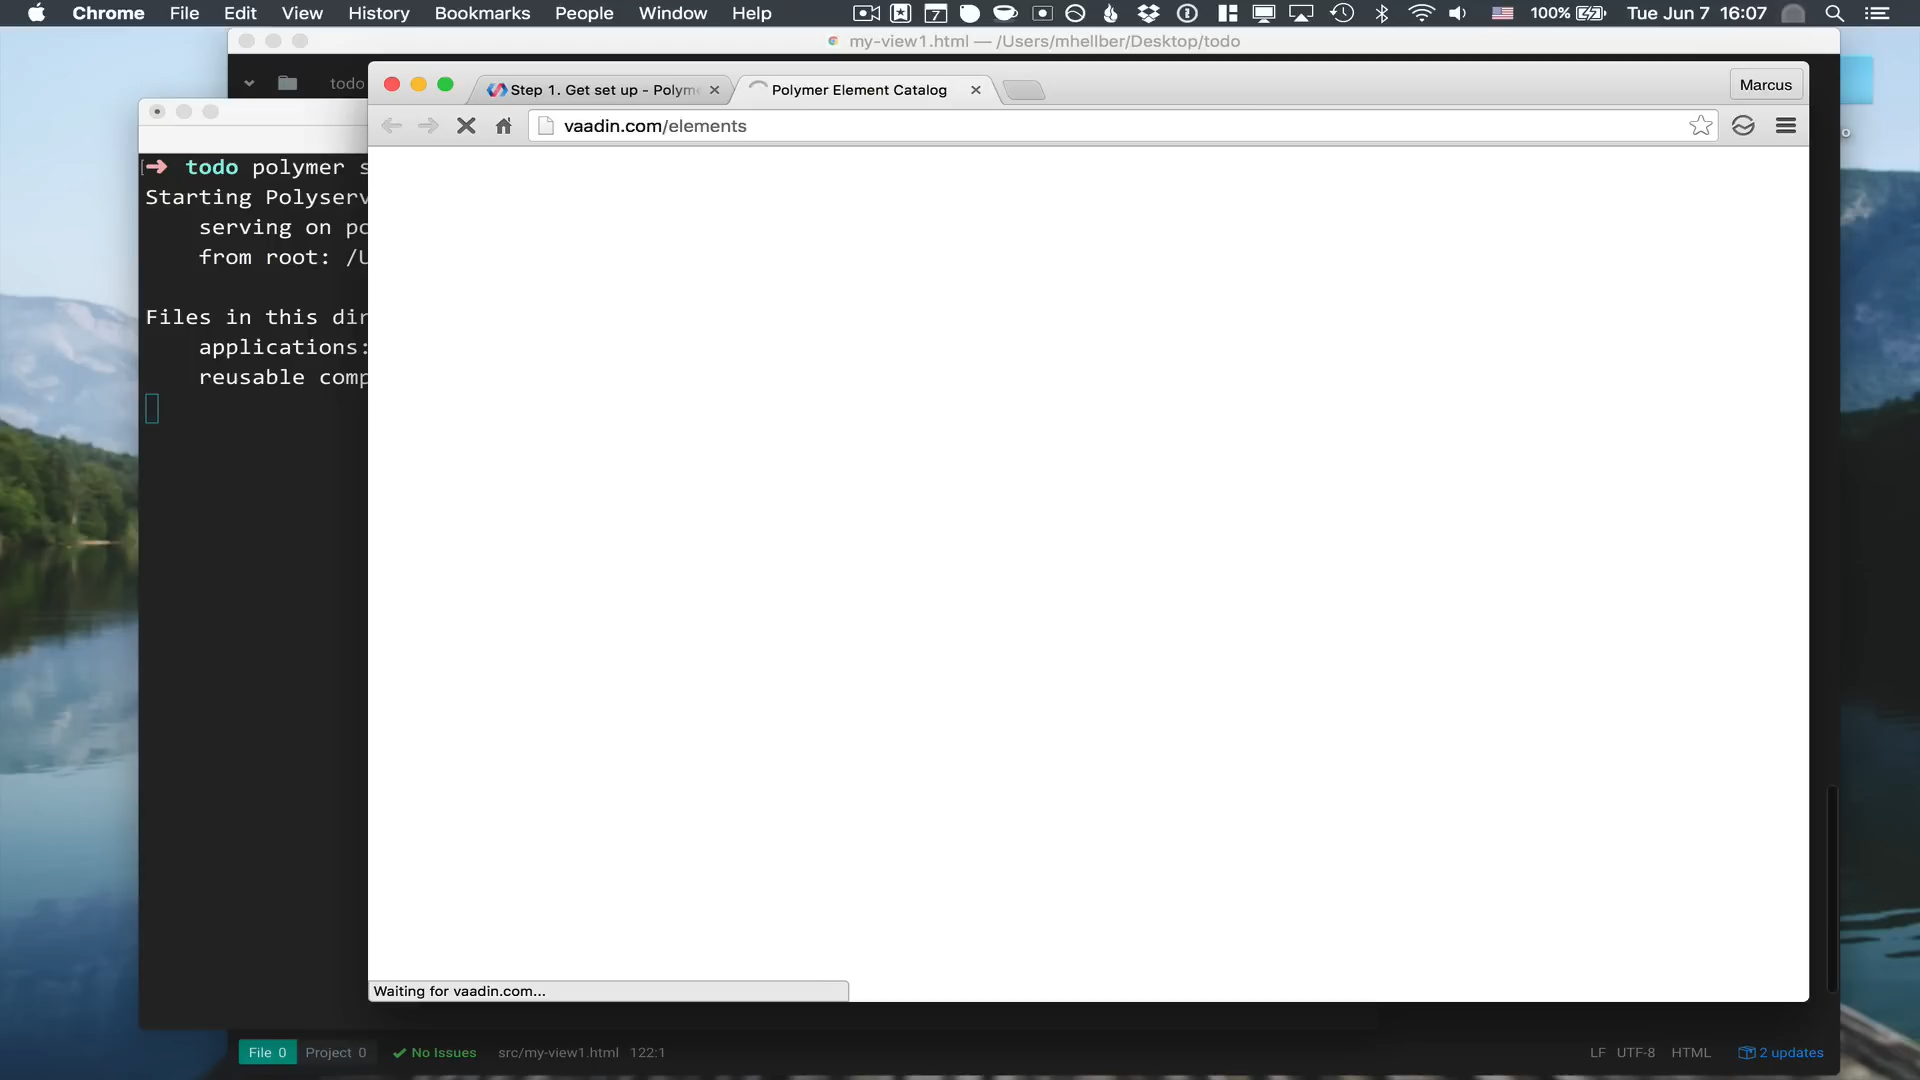 Chrome File Edit View History Bookmarks People Window Help 7 100% Tue Jun 7 16:07
my-view1.html — /Users/mhellber/Desktop/todo
todo
Step 1. Get set up - Polyme
Polymer Element Catalog
Marcus
vaadin.com/elements
todo polymer s
Starting Polyserv
serving on po
from root: /U
Files in this dir
applications:
reusable comp
Waiting for vaadin.com...
File 0 Project 0 No Issues src/my-view1.html 122:1 LF UTF-8 HTML 2 updates